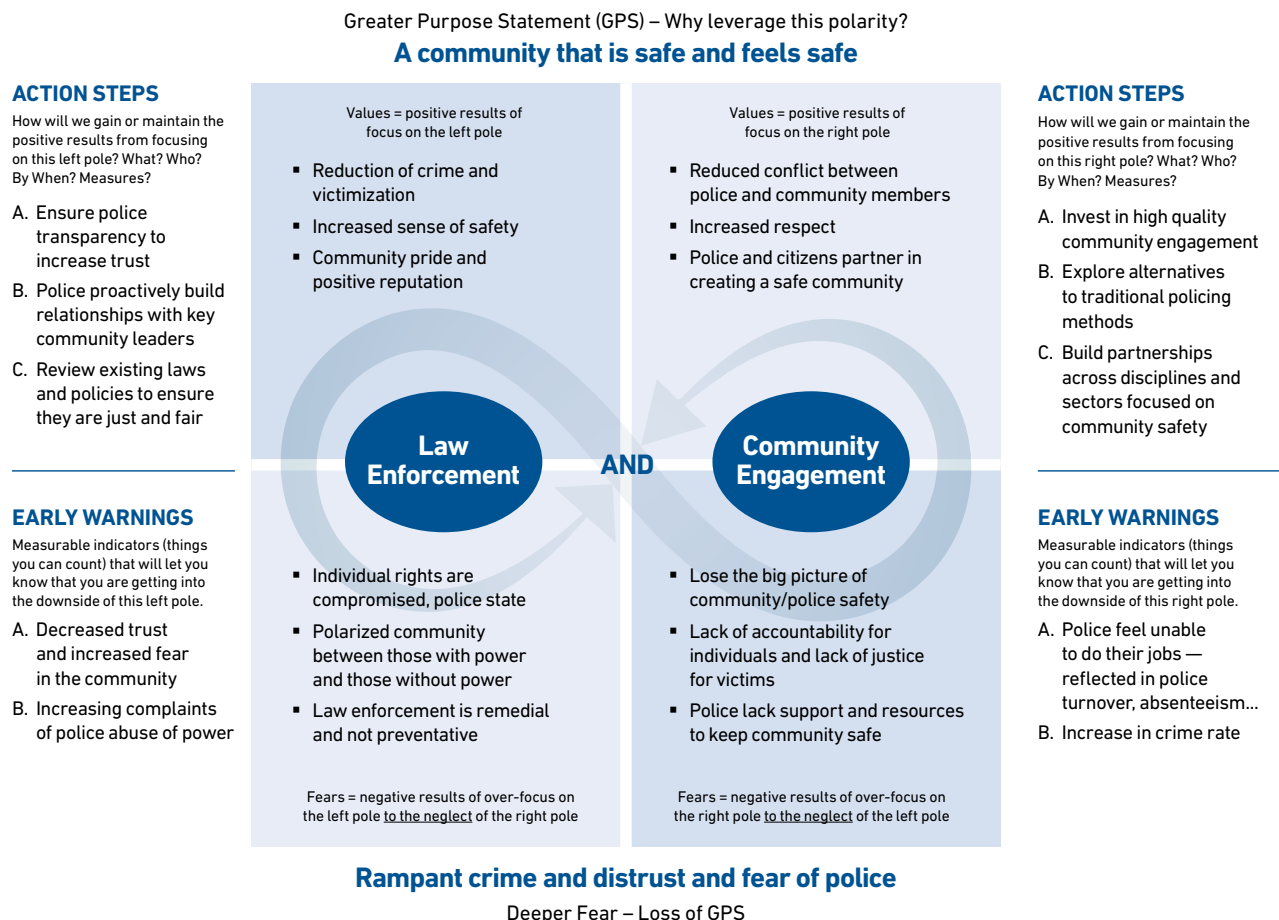 Greater Purpose Statement (GPS) – Why leverage this polarity?
A community that is safe and feels safe
ACTION STEPS
How will we gain or maintain the
positive results from focusing
on this left pole? What? Who?
By When? Measures?
A. Ensure police
transparency to
increase trust
B. Police proactively build
relationships with key
community leaders
C. Review existing laws
and policies to ensure
they are just and fair
EARLY WARNINGS
Measurable indicators (things
you can count) that will let you
know that you are getting into
the downside of this left pole.
A. Decreased trust
and increased fear
in the community
B. Increasing complaints
of police abuse of power
Values = positive results of
focus on the left pole
▪ Reduction of crime and
victimization
▪ Increased sense of safety
▪ Community pride and
positive reputation
Law
Enforcement
▪ Individual rights are
compromised, police state
▪ Polarized community
between those with power
and those without power
▪ Law enforcement is remedial
and not preventative
Fears = negative results of over-focus on
the left pole to the neglect of the right pole
AND
Values = positive results of
focus on the right pole
▪ Reduced conflict between
police and community members
▪ Increased respect
▪ Police and citizens partner in
creating a safe community
Community
Engagement
▪ Lose the big picture of
community/police safety
▪ Lack of accountability for
individuals and lack of justice
for victims
▪ Police lack support and resources
to keep community safe
Fears = negative results of over-focus on
the right pole to the neglect of the left pole
ACTION STEPS
How will we gain or maintain the
positive results from focusing
on this right pole? What? Who?
By When? Measures?
A. Invest in high quality
community engagement
B. Explore alternatives
to traditional policing
methods
C. Build partnerships
across disciplines and
sectors focused on
community safety
EARLY WARNINGS
Measurable indicators (things
you can count) that will let you
know that you are getting into
the downside of this right pole.
A. Police feel unable
to do their jobs —
reflected in police
turnover, absenteeism...
B. Increase in crime rate
Rampant crime and distrust and fear of police
Deeper Fear – Loss of GPS